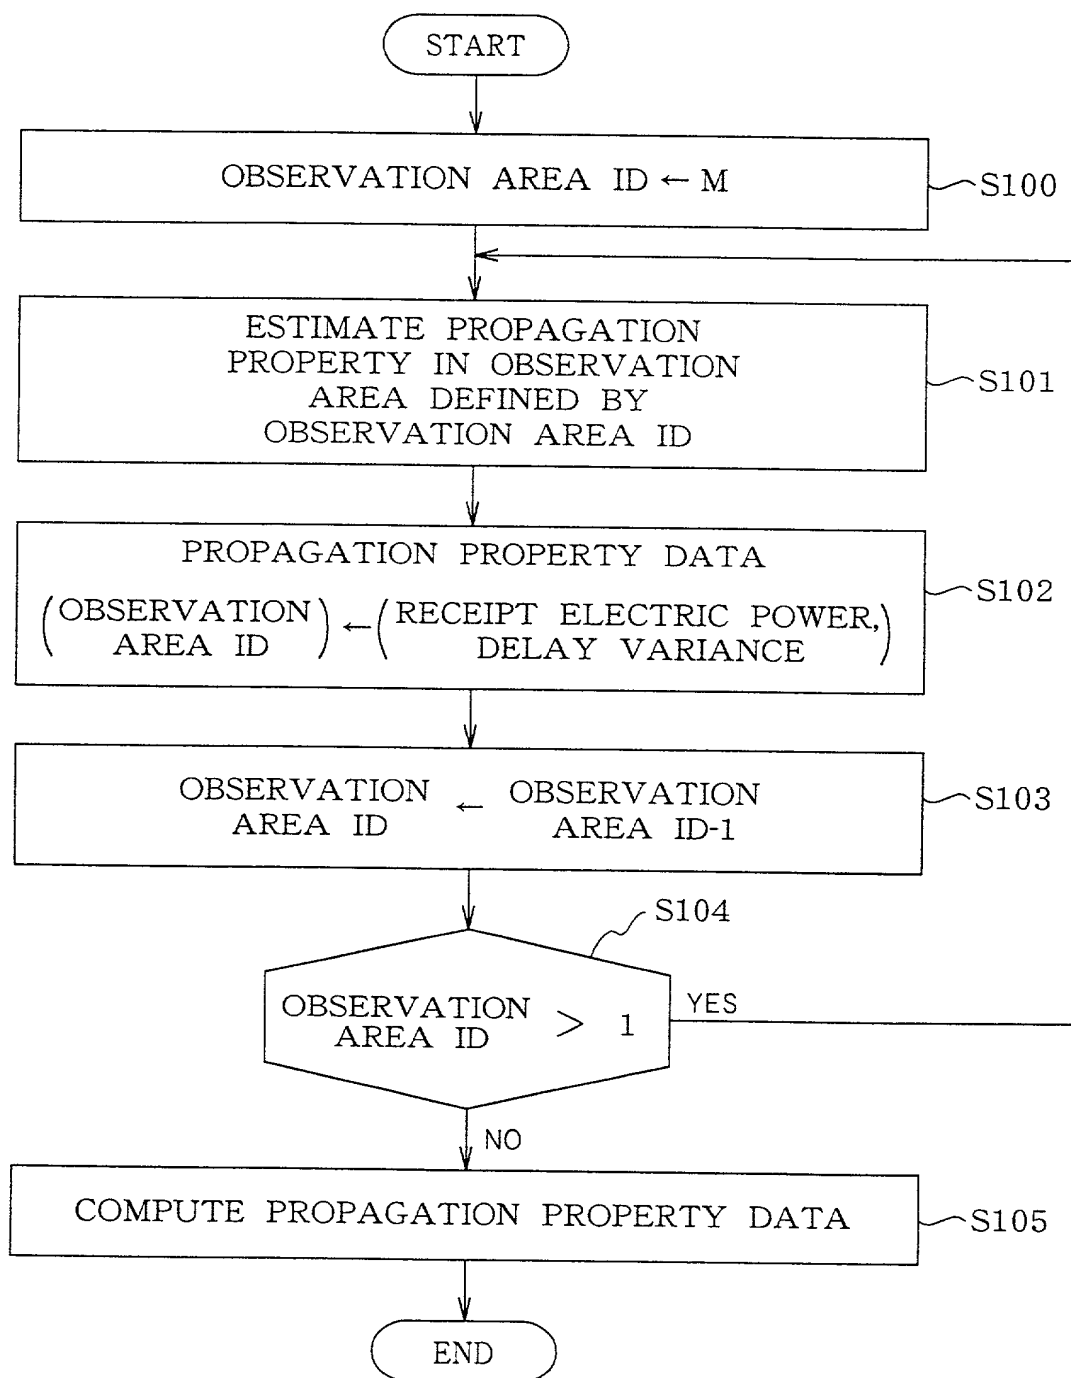 START
OBSERVATION AREA ID ← M
S100
ESTIMATE PROPAGATION
PROPERTY IN OBSERVATION
AREA DEFINED BY
OBSERVATION AREA ID
S101
PROPAGATION PROPERTY DATA
(OBSERVATION AREA ID) ← (RECEIPT ELECTRIC POWER, DELAY VARIANCE)
S102
OBSERVATION AREA ID ← OBSERVATION AREA ID-1
S103
S104
OBSERVATION AREA ID > 1
YES
NO
COMPUTE PROPAGATION PROPERTY DATA
S105
END